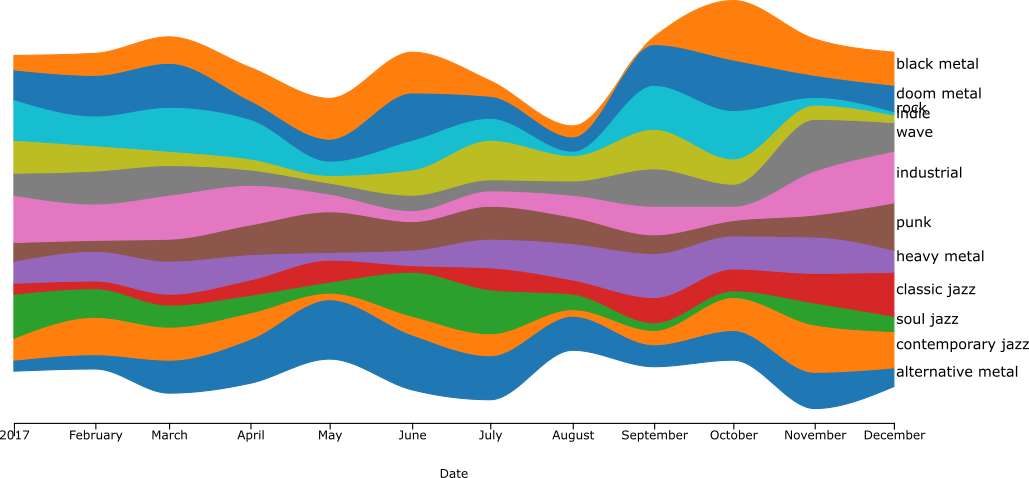 black metal
doom metal
rock
indie
wave
industrial
punk
heavy metal
classic jazz
soul jazz
contemporary jazz
alternative metal
2017 February March April May June July August September October November December
Date